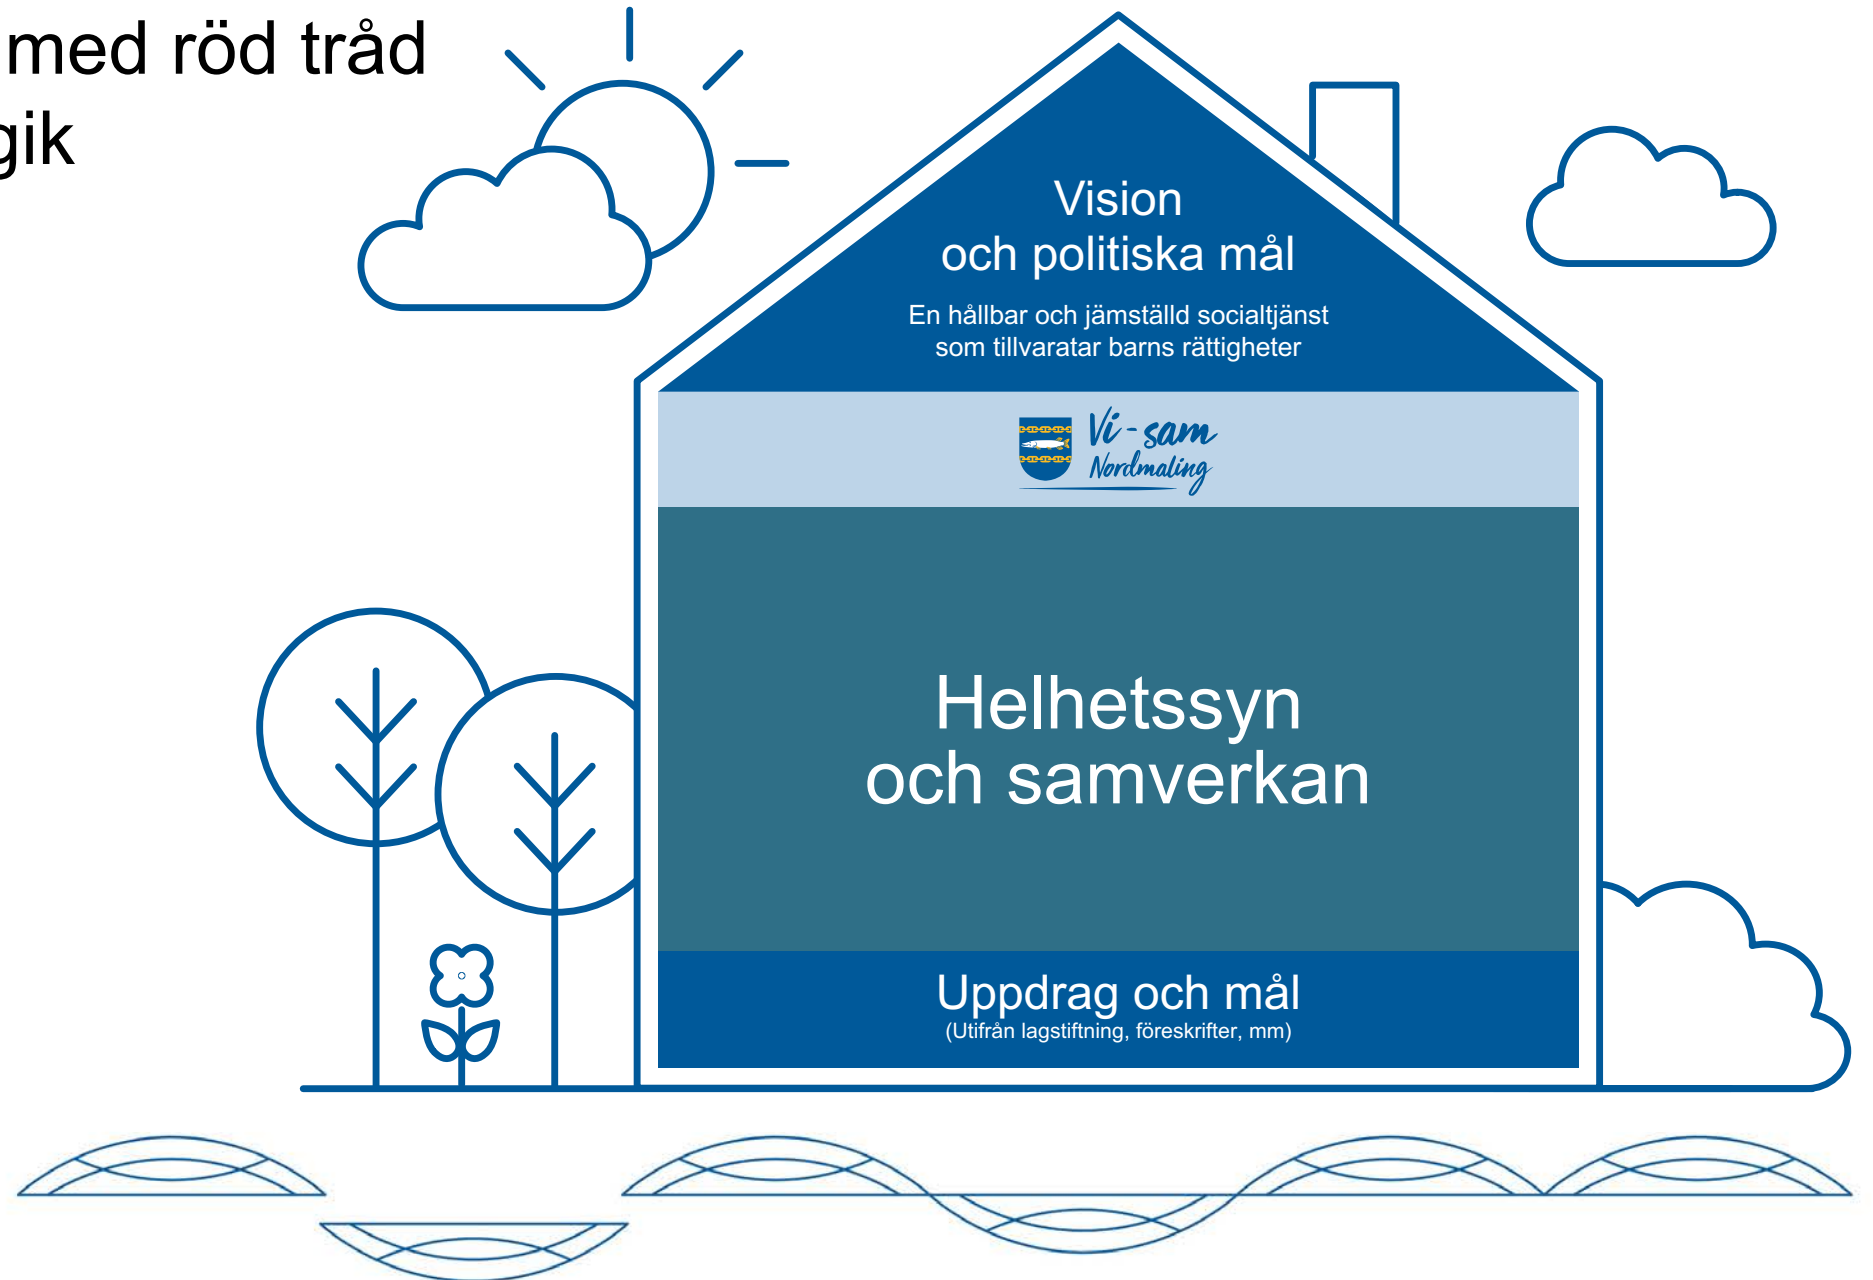 med röd tråd
gik
Vision
och politiska mål
En hållbar och jämställd socialtjänst
som tillvaratar barns rättigheter
Vi-sam
Nordmaling
Helhetssyn
och samverkan
Uppdrag och mål
(Utifrån lagstiftning, föreskrifter, mm)